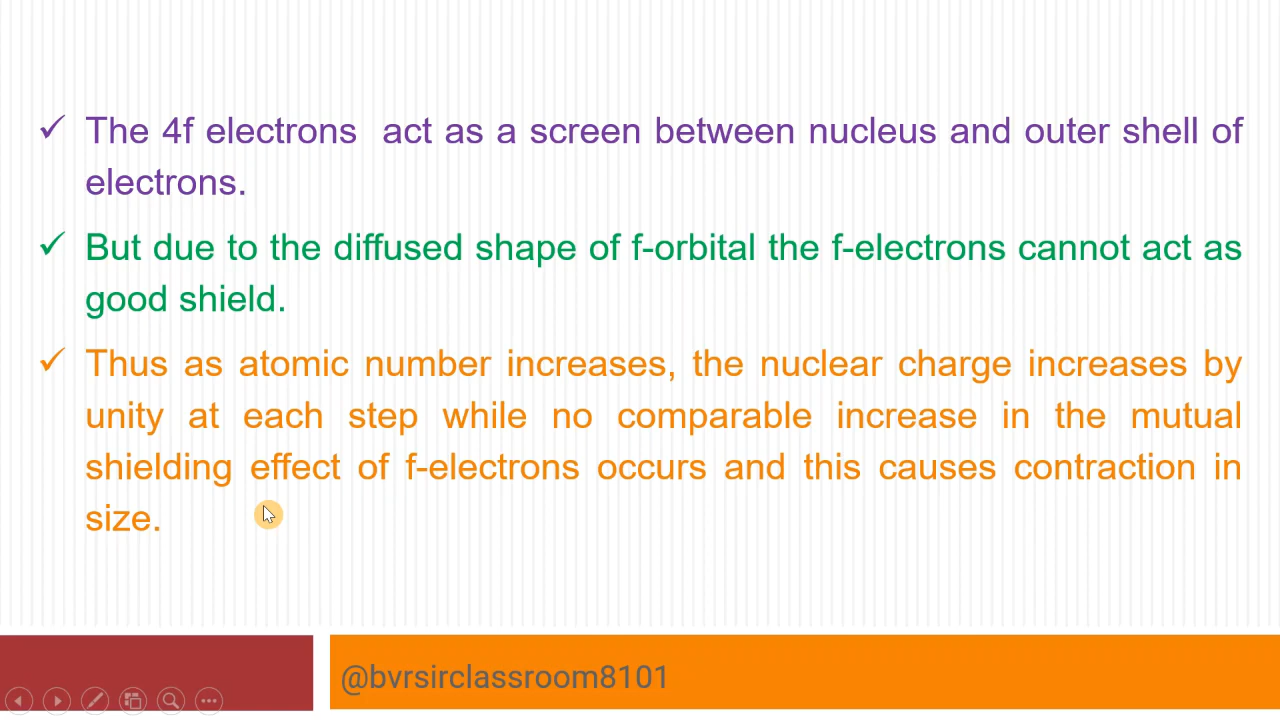 ✓ The 4f electrons act as a screen between nucleus and outer shell of
electrons.
✓ But due to the diffused shape of f-orbital the f-electrons cannot act as
good shield.
✓ Thus as atomic number increases, the nuclear charge increases by
unity at each step while no comparable increase in the mutual
shielding effect of f-electrons occurs and this causes contraction in
size.
@bvrsirclassroom8101